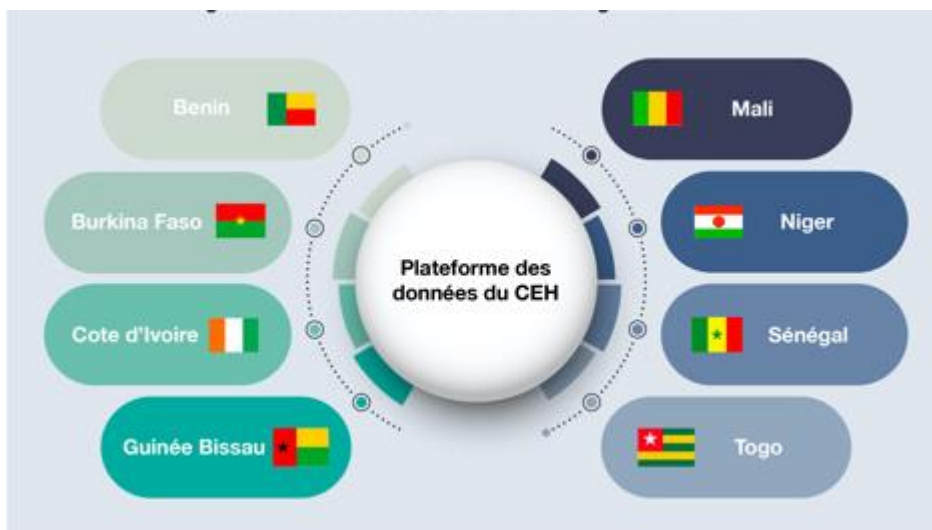 Benin
Mali
Burkina Faso
Niger
Plateforme des
données du CEH
Cote d'Ivoire
Sénégal
Guinée Bissau
Togo